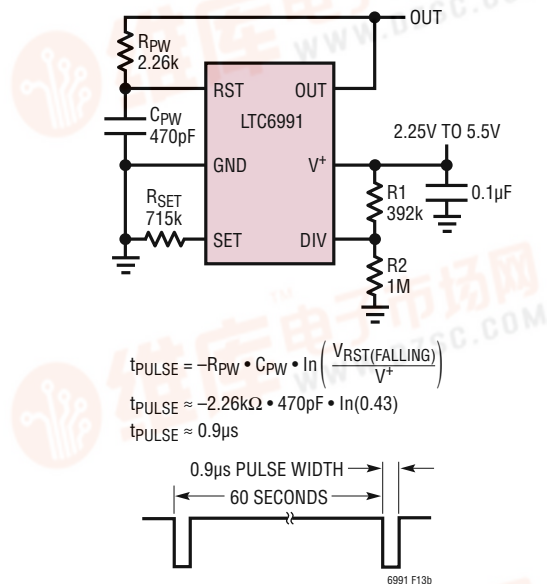 OUT
RPW
2.26k
RST
OUT
CPW
470pF
LTC6991
2.25V TO 5.5V
GND
V+
RSET
715k
R1
392k
0.1µF
SET
DIV
R2
1M
tPULSE = –RPW • CPW • ln(VRST(FALLING)/V+)
tPULSE ≈ –2.26kΩ • 470pF • ln(0.43)
tPULSE ≈ 0.9µs
0.9µs PULSE WIDTH
60 SECONDS
6991 F13b